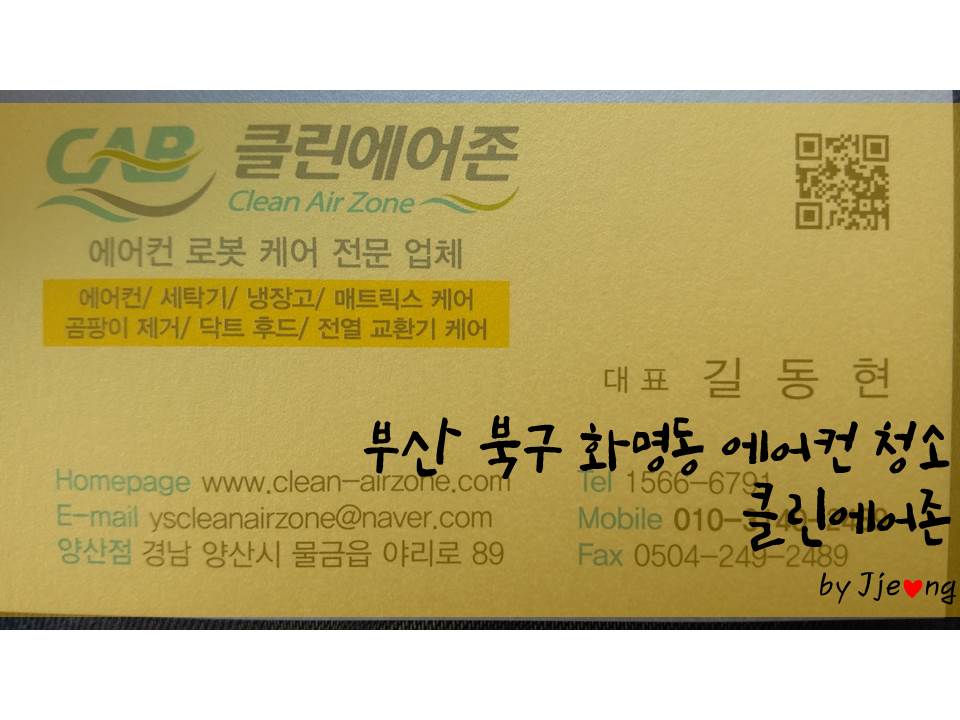 CAB 클린에어존
Clean Air Zone
에어컨 로봇 케어 전문 업체
에어컨/ 세탁기/ 냉장고/ 매트릭스 케어
곰팡이 제거/ 닥트 후드/ 전열 교환기 케어
대표 길동현
부산 북구 화명동 에어컨 청소
클린에어존
Homepage www.clean-airzone.com
Tel 1566-6791
E-mail yscleanairzone@naver.com
Mobile
양산점 경남 양산시 물금읍 야리로 89
Fax 0504-249-2489
by Jje♥ng